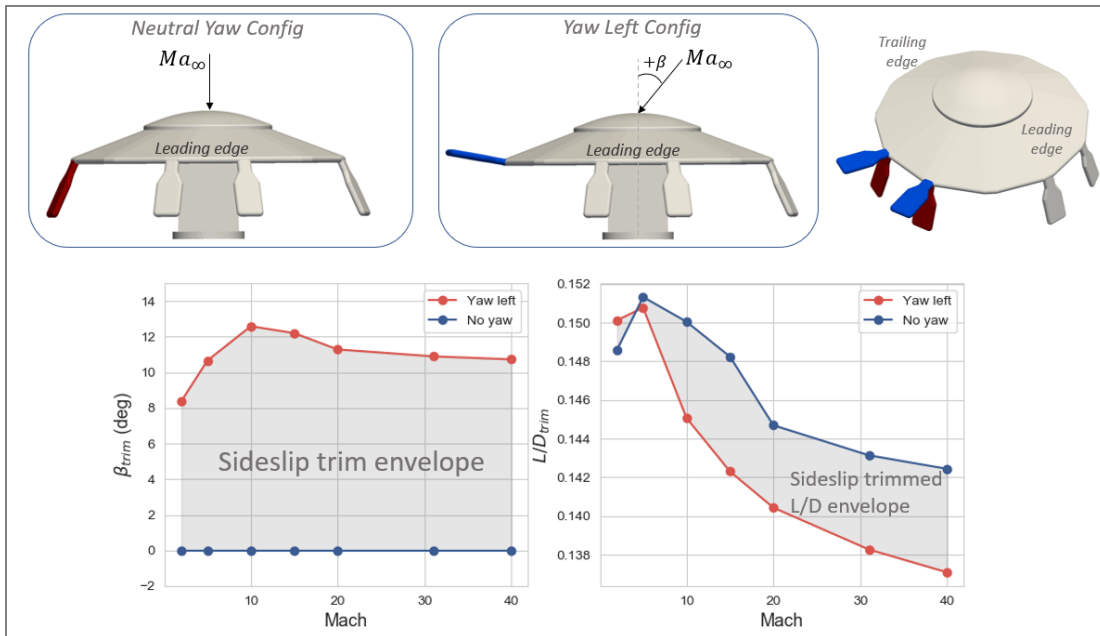 Neutral Yaw Config
Ma∞
Leading edge
Yaw Left Config
+β
Ma∞
Leading edge
Trailing
edge
Leading
edge
14
12
10
8
6
4
2
0
−2
β_trim (deg)
Yaw left
No yaw
Sideslip trim envelope
10
20
30
40
Mach
0.152
0.150
0.148
0.146
0.144
0.142
0.140
0.138
L/D_trim
Yaw left
No yaw
Sideslip trimmed
L/D envelope
10
20
30
40
Mach